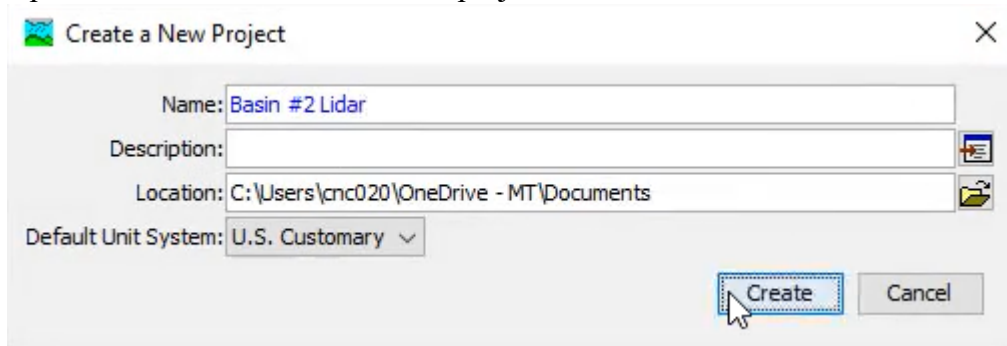 Create a New Project
Name: Basin #2 Lidar
Description:
Location: C:\Users\cnc020\OneDrive - MT\Documents
Default Unit System: U.S. Customary
Create Cancel